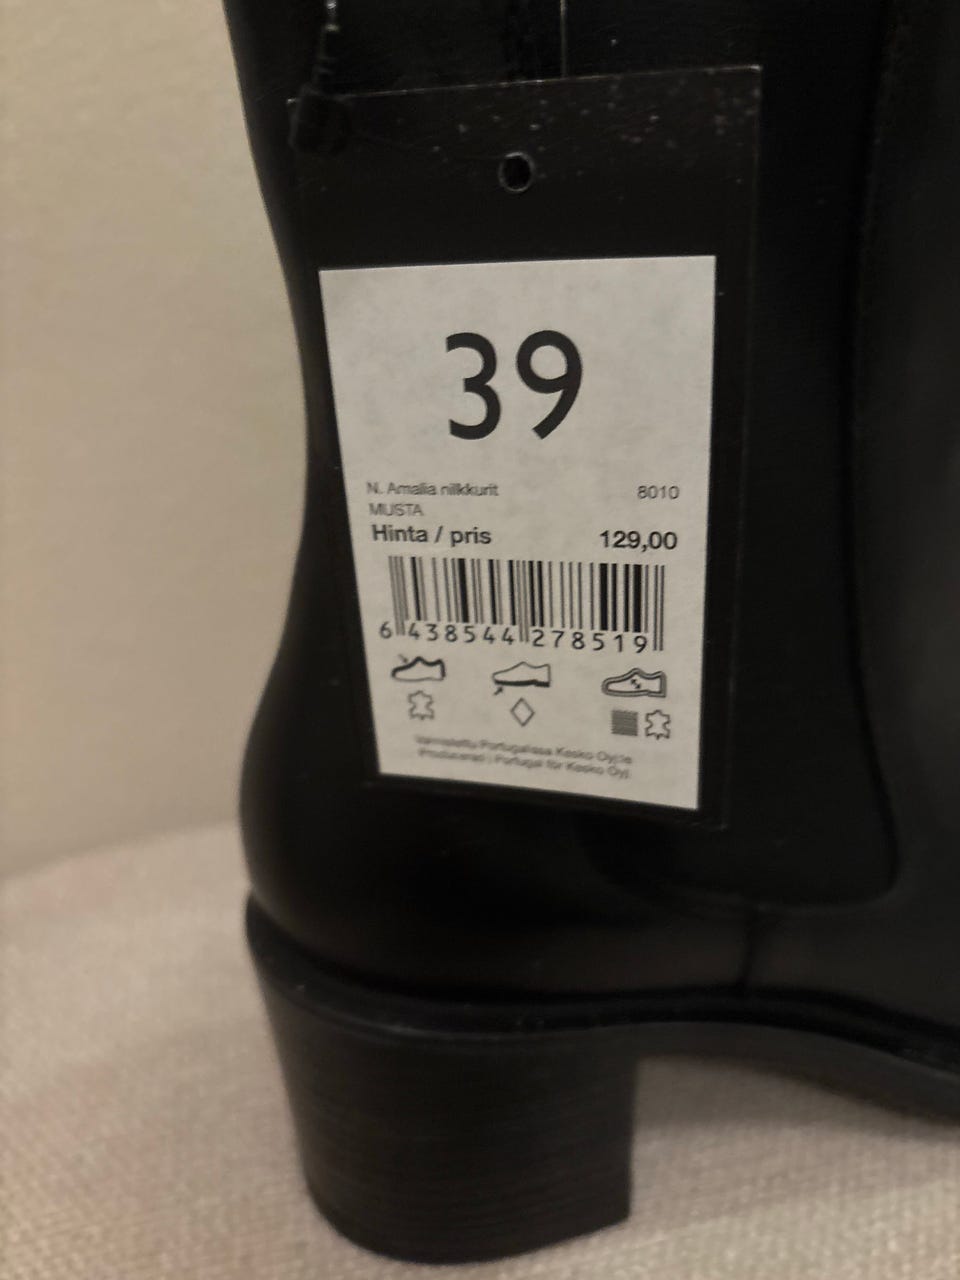 39
N. Amalia nilkkurit 8010
MUSTA
Hinta / pris 129,00
6 438544 278519
Valmistettu Portugalissa Kesko Oyj:lle
Producerad i Portugal för Kesko Oyj